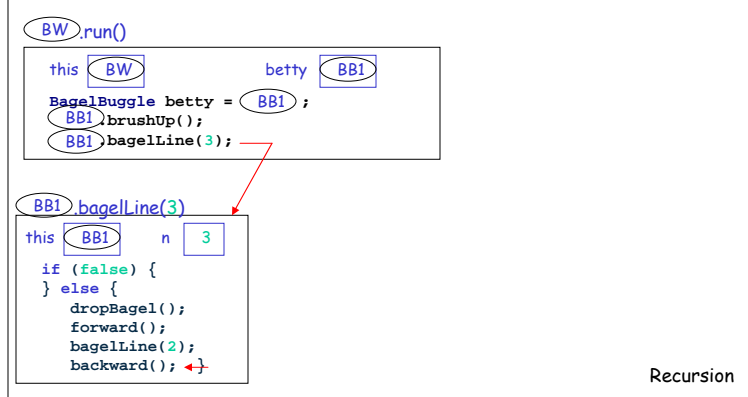 BW.run()
this BW betty BB1
BagelBuggle betty = BB1 ;
BB1.brushUp();
BB1.bagelLine(3);
BB1.bagelLine(3)
this BB1 n 3
if (false) {
} else {
dropBagel();
forward();
bagelLine(2);
backward(); }
Recursion